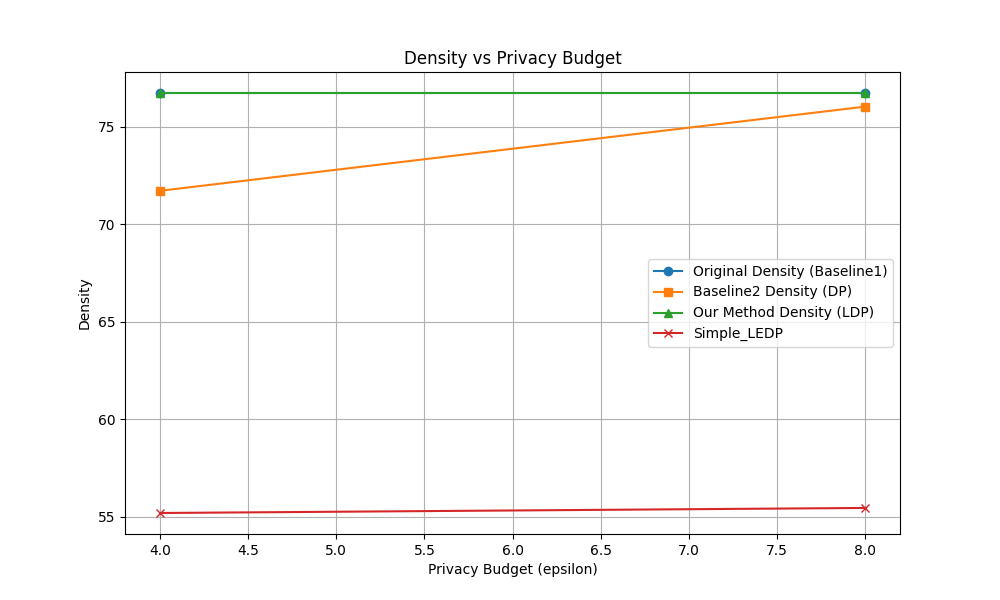 Density vs Privacy Budget
Density
75
70
65
60
55
Original Density (Baseline1)
Baseline2 Density (DP)
Our Method Density (LDP)
Simple_LEDP
4.0 4.5 5.0 5.5 6.0 6.5 7.0 7.5 8.0
Privacy Budget (epsilon)